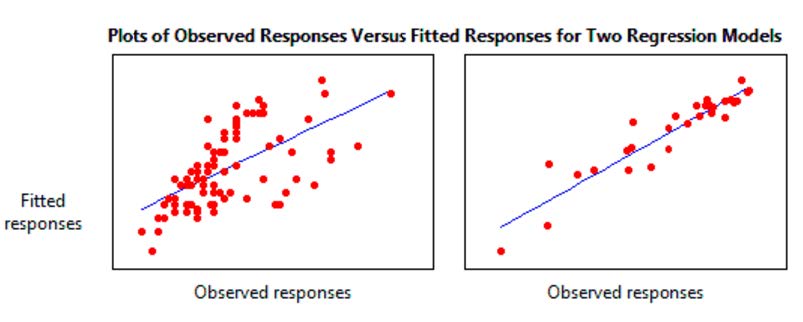 Plots of Observed Responses Versus Fitted Responses for Two Regression Models
Fitted
responses
Observed responses
Observed responses